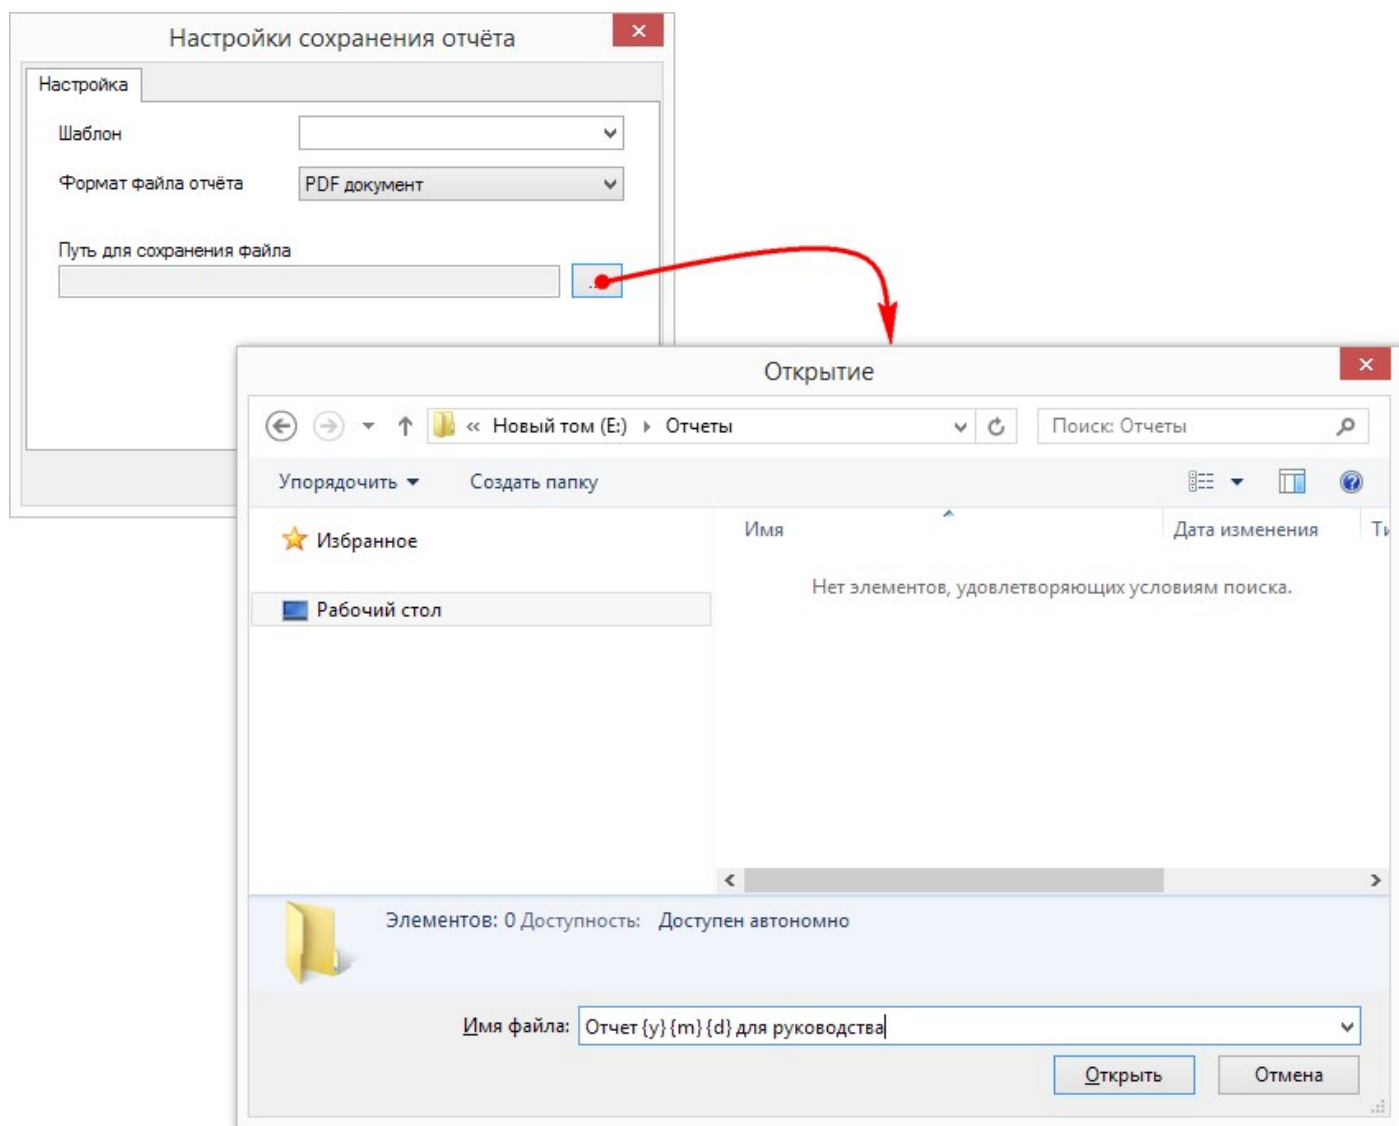 Настройки сохранения отчёта
Настройка
Шаблон
Формат файла отчёта PDF документ
Путь для сохранения файла
Открытие
« Новый том (E:) Отчеты Поиск: Отчеты
Упорядочить Создать папку
Избранное
Имя Дата изменения Ти
Нет элементов, удовлетворяющих условиям поиска.
Рабочий стол
Элементов: 0 Доступность: Доступен автономно
Имя файла: Отчет {y} {m} {d} для руководства
Открыть Отмена